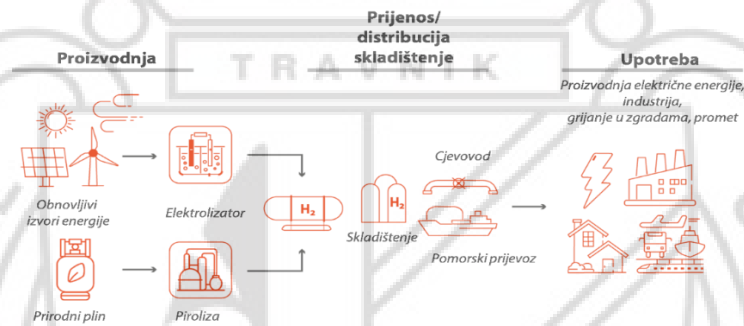 Proizvodnja
Prijenos/
distribucija
skladištenje
Upotreba
TRAVNIK
Proizvodnja električne energije,
industrija,
grijanje u zgradama, promet
Obnovljivi
izvori energije
Elektrolizator
H₂
Skladištenje
H₂
Cjevovod
Pomorski prijevoz
Prirodni plin
Piroliza